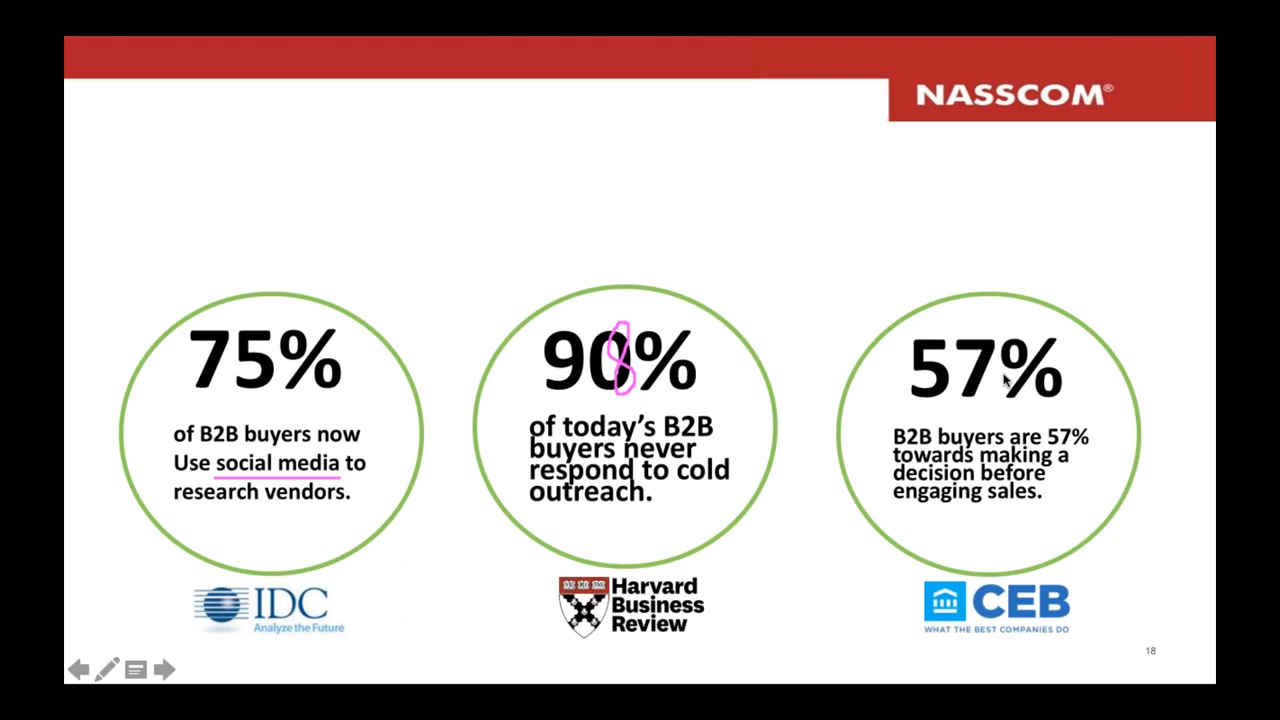 NASSCOM®
75%
of B2B buyers now
Use social media to
research vendors.
90%
of today's B2B
buyers never
respond to cold
outreach.
57%
B2B buyers are 57%
towards making a
decision before
engaging sales.
IDC
Analyze the Future
Harvard
Business
Review
CEB
WHAT THE BEST COMPANIES DO
18